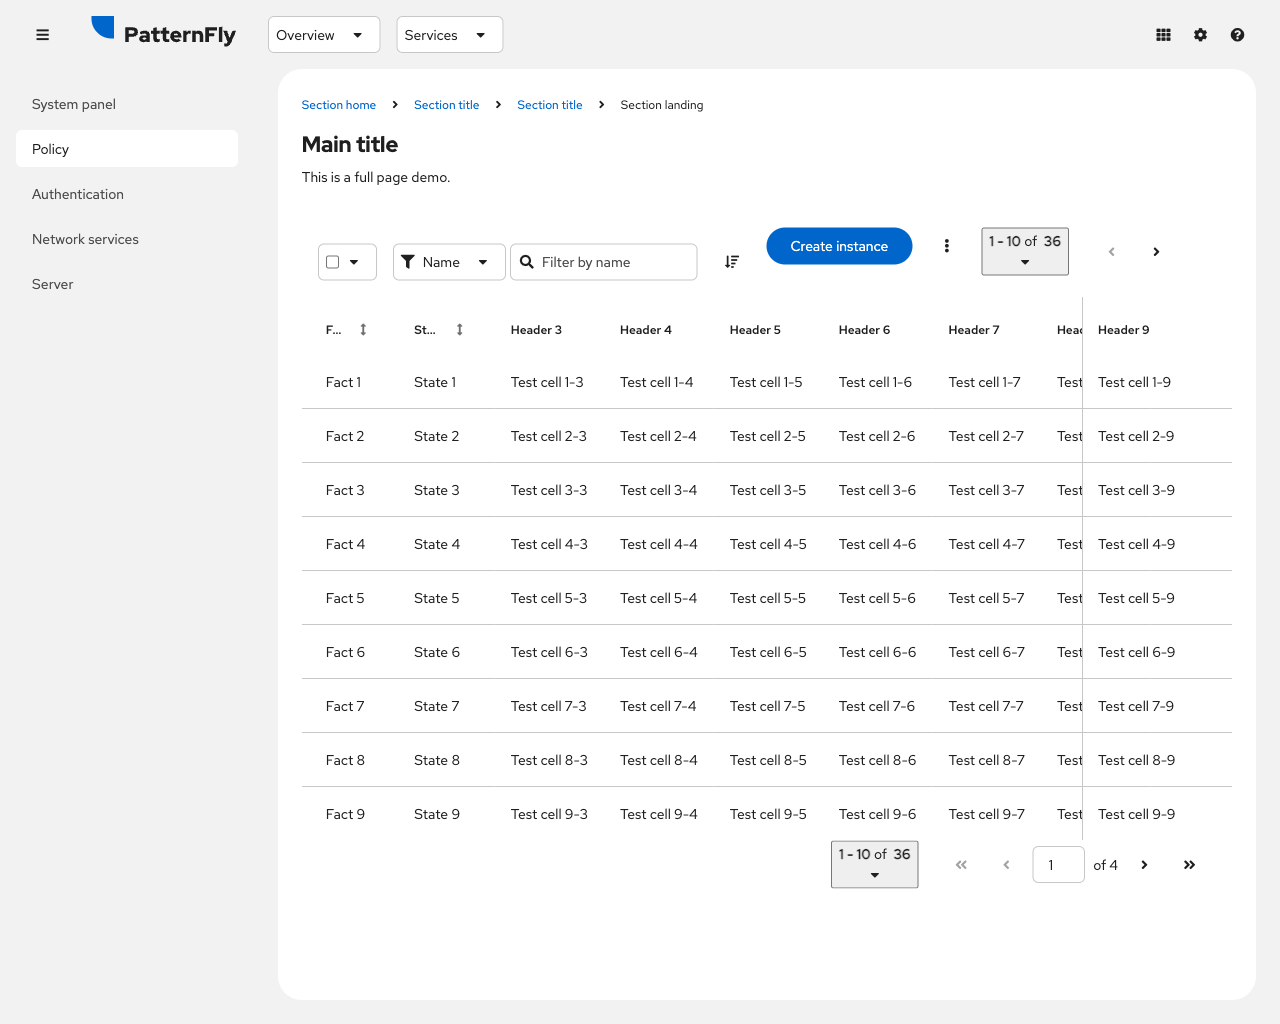 PatternFly Overview Services
System panel
Policy
Authentication
Network services
Server
Section home Section title Section title Section landing
Main title
This is a full page demo.
Name Filter by name Create instance 1 - 10 of 36
F... St... Header 3 Header 4 Header 5 Header 6 Header 7 Header 9
Fact 1 State 1 Test cell 1-3 Test cell 1-4 Test cell 1-5 Test cell 1-6 Test cell 1-7 Test Test cell 1-9
Fact 2 State 2 Test cell 2-3 Test cell 2-4 Test cell 2-5 Test cell 2-6 Test cell 2-7 Test Test cell 2-9
Fact 3 State 3 Test cell 3-3 Test cell 3-4 Test cell 3-5 Test cell 3-6 Test cell 3-7 Test Test cell 3-9
Fact 4 State 4 Test cell 4-3 Test cell 4-4 Test cell 4-5 Test cell 4-6 Test cell 4-7 Test Test cell 4-9
Fact 5 State 5 Test cell 5-3 Test cell 5-4 Test cell 5-5 Test cell 5-6 Test cell 5-7 Test Test cell 5-9
Fact 6 State 6 Test cell 6-3 Test cell 6-4 Test cell 6-5 Test cell 6-6 Test cell 6-7 Test Test cell 6-9
Fact 7 State 7 Test cell 7-3 Test cell 7-4 Test cell 7-5 Test cell 7-6 Test cell 7-7 Test Test cell 7-9
Fact 8 State 8 Test cell 8-3 Test cell 8-4 Test cell 8-5 Test cell 8-6 Test cell 8-7 Test Test cell 8-9
Fact 9 State 9 Test cell 9-3 Test cell 9-4 Test cell 9-5 Test cell 9-6 Test cell 9-7 Test Test cell 9-9
1 - 10 of 36 1 of 4